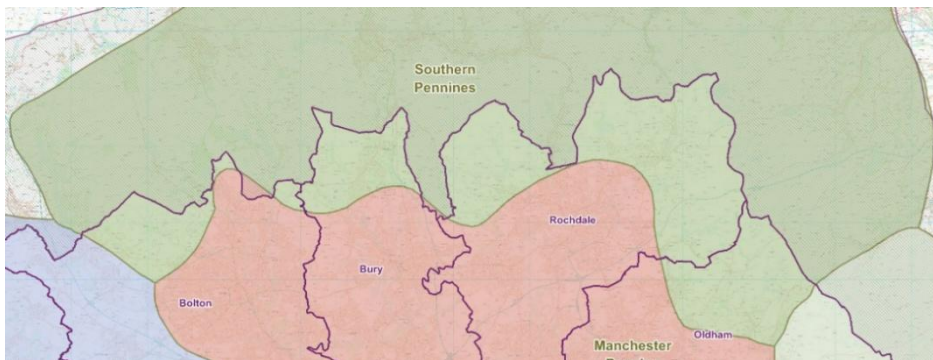 Southern
Pennines
Rochdale
Bury
Bolton
Oldham
Manchester